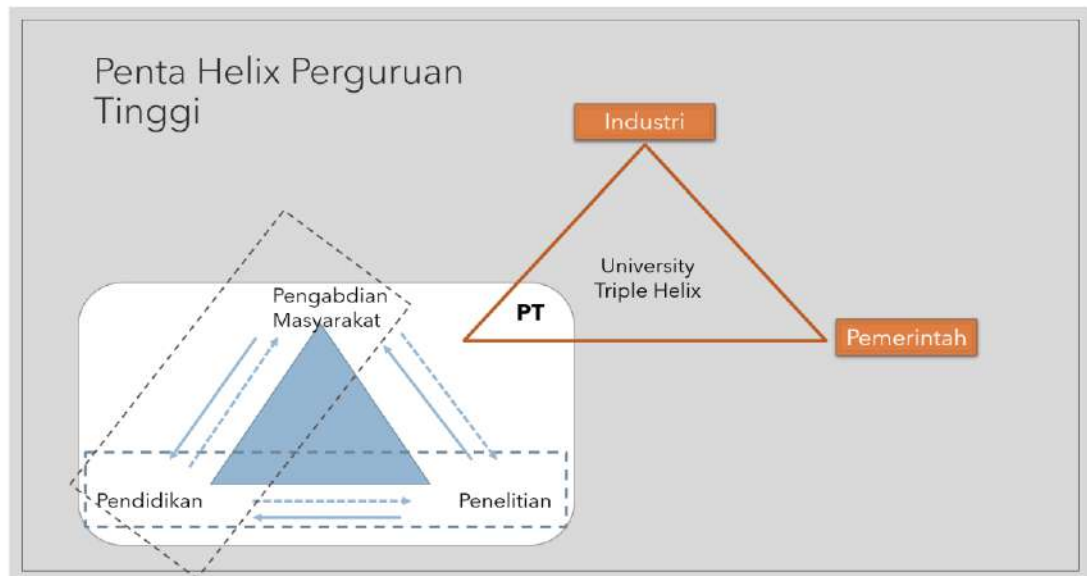 Penta Helix Perguruan
Tinggi
Industri
University
Triple Helix
PT
Pemerintah
Pengabdian
Masyarakat
Pendidikan
Penelitian